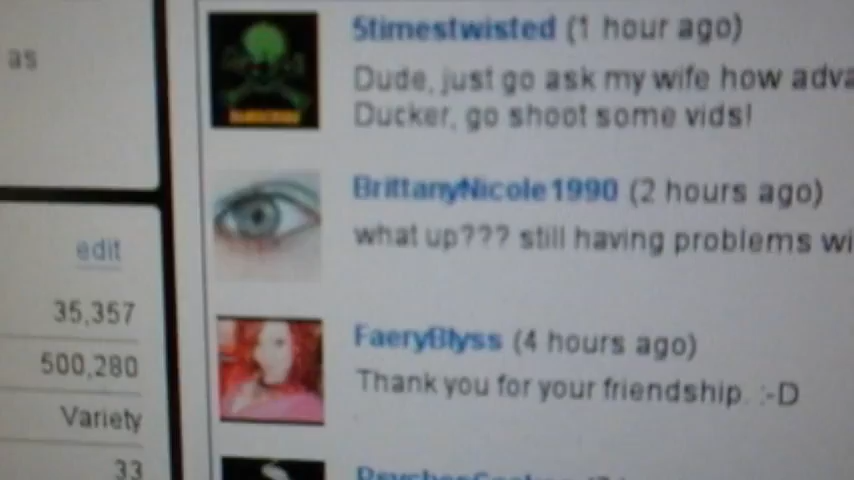 as
edit
35,357
500,280
Variety
33
5timestwisted (1 hour ago)
Dude, just go ask my wife how adva
Ducker, go shoot some vids!
BrittanyNicole1990 (2 hours ago)
what up??? still having problems wi
FaeryBlyss (4 hours ago)
Thank you for your friendship. :-D